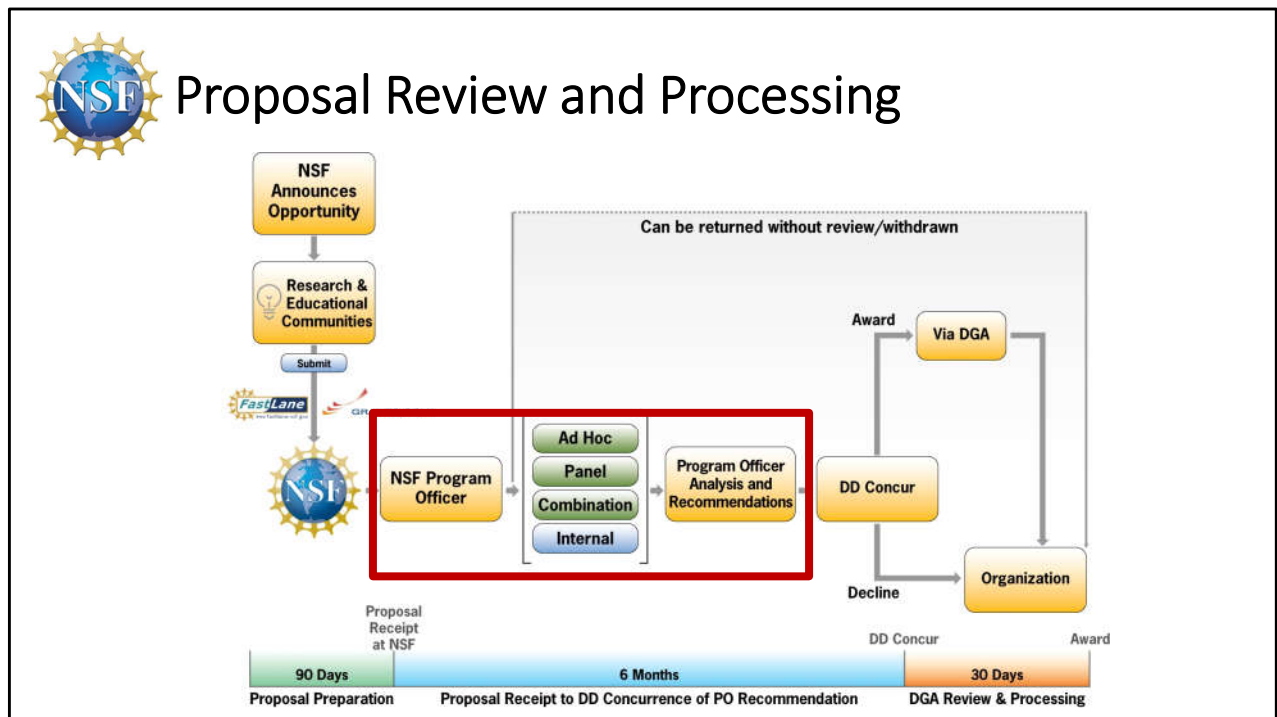 NSF
Proposal Review and Processing
NSF
Announces
Opportunity
Can be returned without review/withdrawn
Research &
Educational
Communities
Submit
FastLane
Award
Via DGA
NSF
NSF Program
Officer
Ad Hoc
Panel
Combination
Internal
Program Officer
Analysis and
Recommendations
DD Concur
Decline
Organization
Proposal
Receipt
at NSF
DD Concur
Award
90 Days
6 Months
30 Days
Proposal Preparation
Proposal Receipt to DD Concurrence of PO Recommendation
DGA Review & Processing